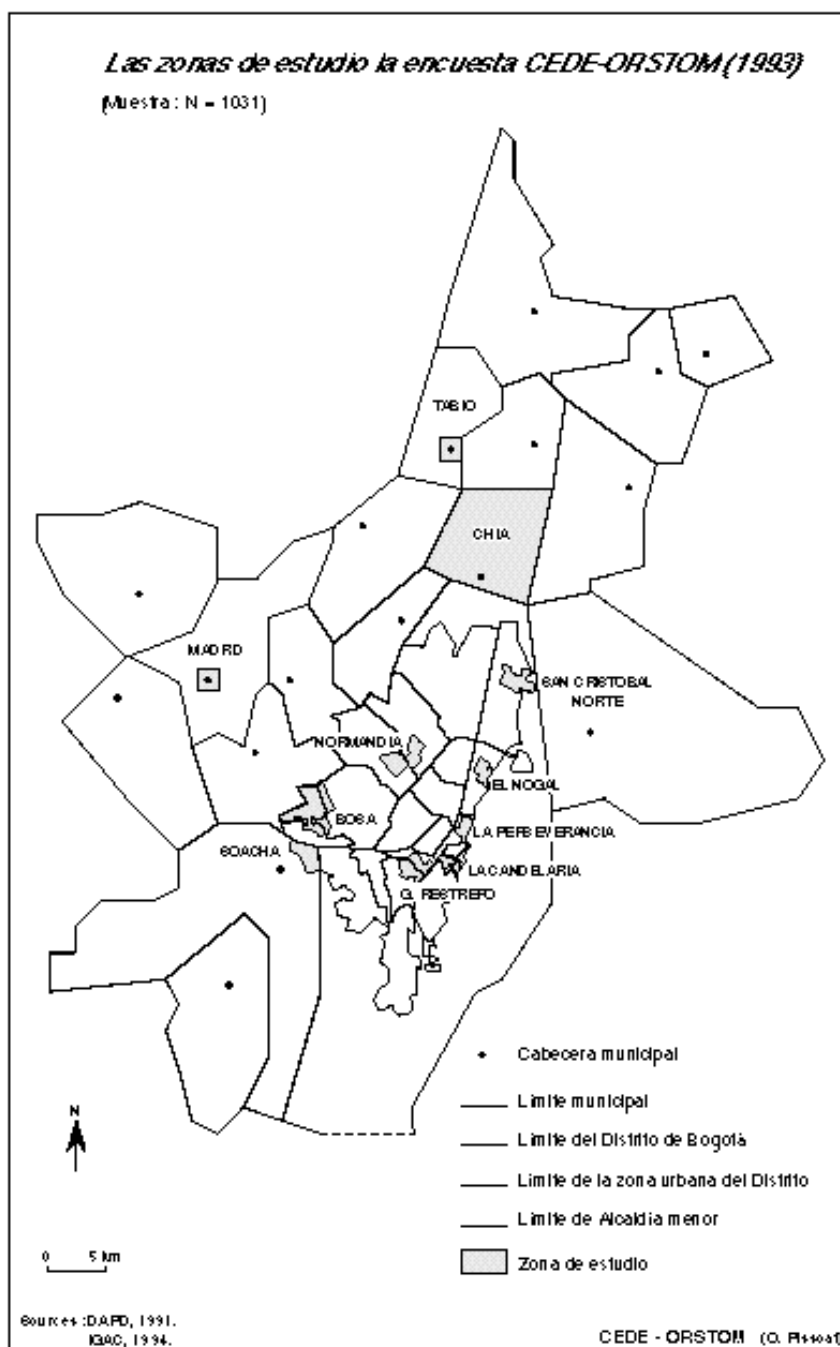 Las zonas de estudio la encuesta CEDE-ORSTOM (1993)
(Muestra : N = 1031)
TABIO
CHIA
MADRD
SAN CRISTOBAL
NORTE
NORMANDIA
EL NOGAL
BOSA
LA PERSEVERANCIA
SOACHA
LA CANDELARIA
G. RESTREPO
Cabecera municipal
Limite municipal
N
Limite del Distrito de Bogotá
Limite de la zona urbana del Distrito
Limite de Alcaldia menor
0 5 km
Zona de estudio
Sources : DAPD, 1991.
IGAC, 1994.
CEDE - ORSTOM (O. Pissoat)